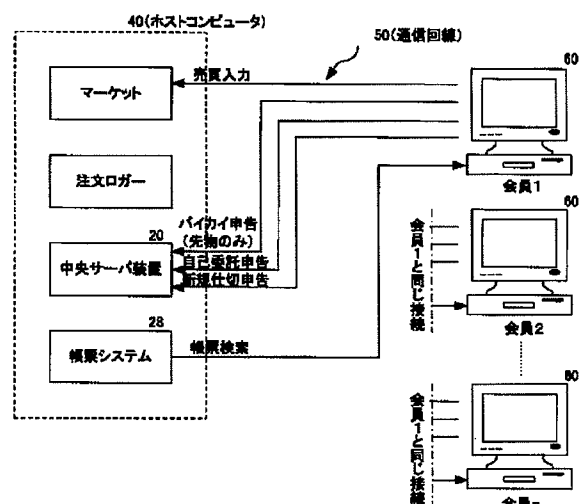 40(ホストコンピュータ)
50(通信回線)
60
マーケット
売買入力
注文ロガー
会員1
バイカイ申告
(先物のみ)
20
中央サーバ装置
自己委託申告
新規仕切申告
60
会員1と同じ接続
会員2
28
帳票システム
帳票検索
60
会員1と同じ接続
会員n